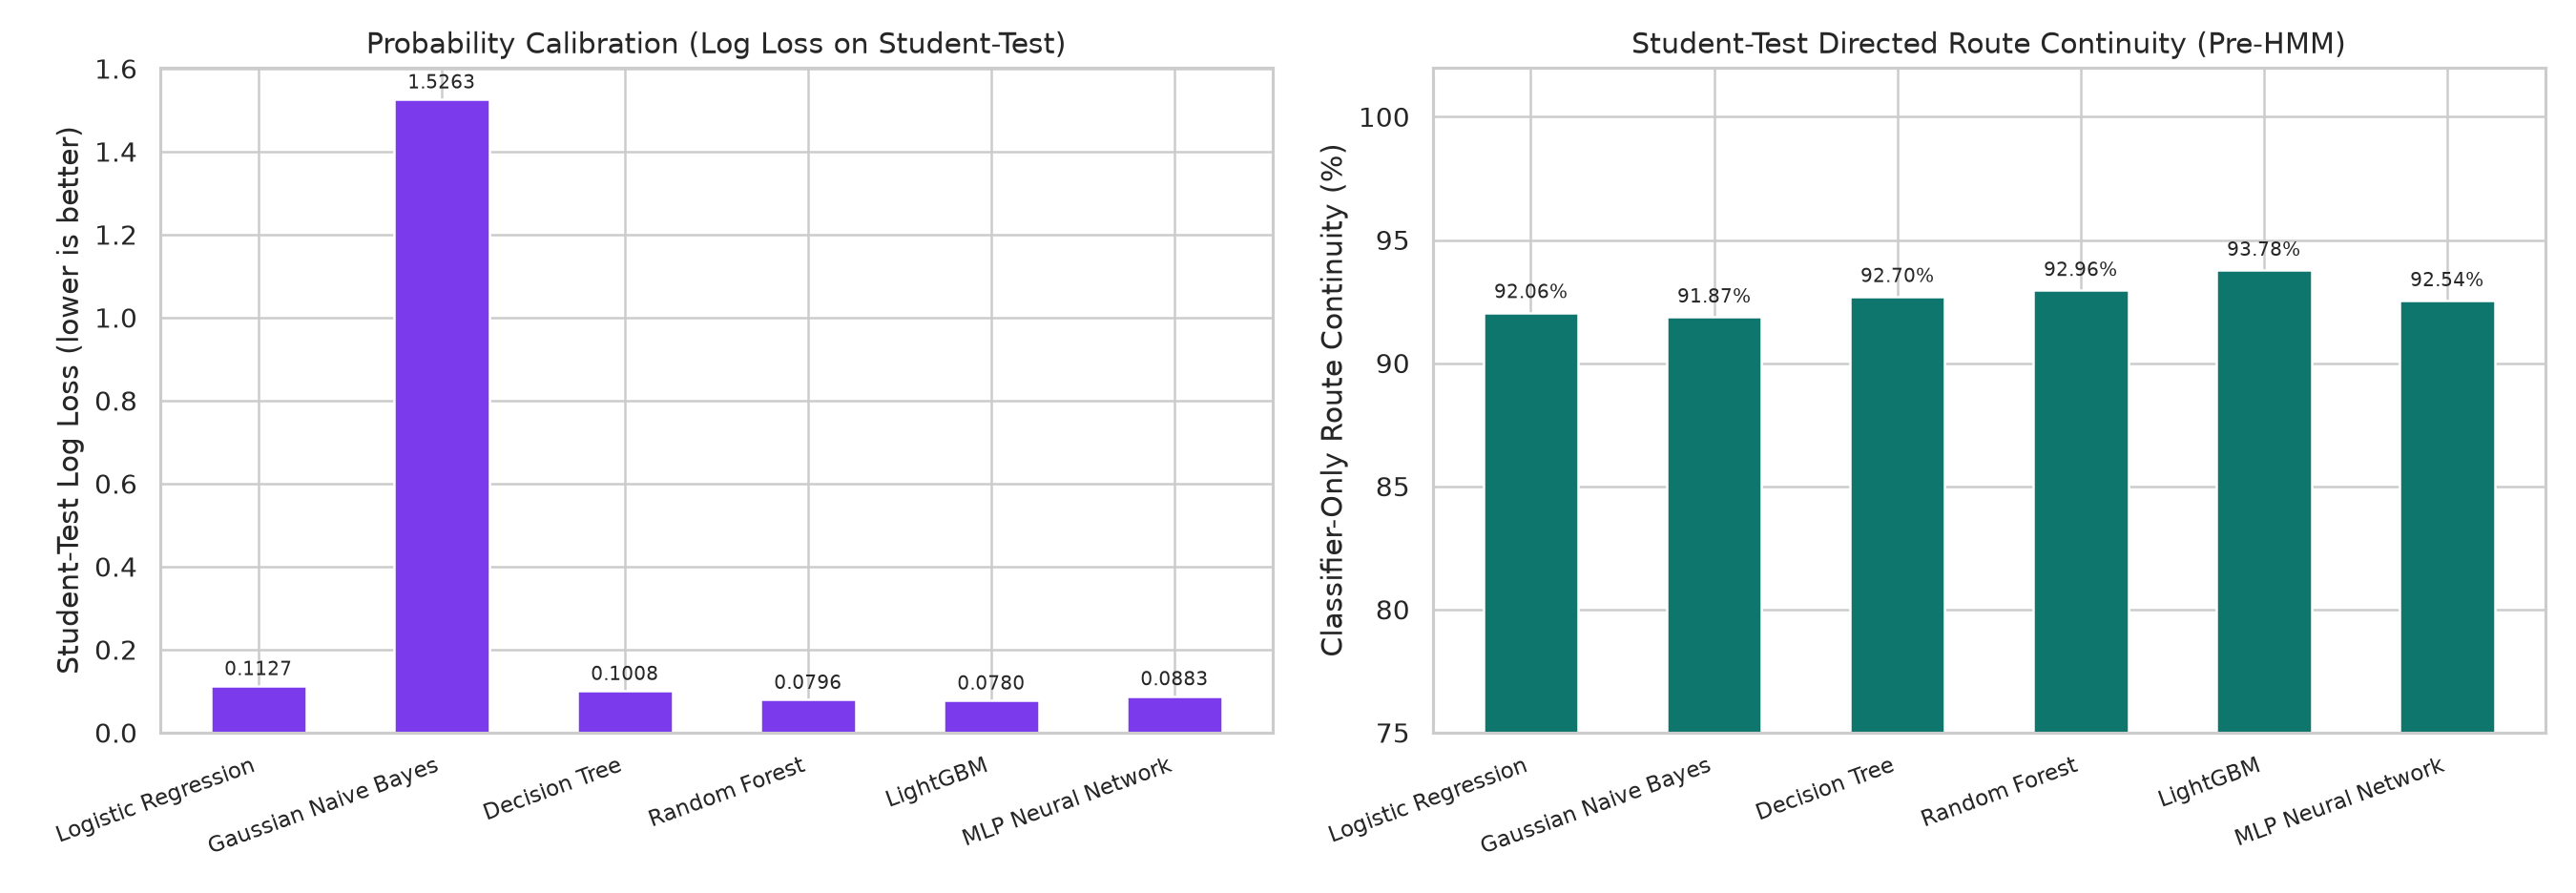 Probability Calibration (Log Loss on Student-Test)
Student-Test Log Loss (lower is better)
1.6
1.4
1.2
1.0
0.8
0.6
0.4
0.2
0.0
0.1127
1.5263
0.1008
0.0796
0.0780
0.0883
Logistic Regression
Gaussian Naive Bayes
Decision Tree
Random Forest
LightGBM
MLP Neural Network
Student-Test Directed Route Continuity (Pre-HMM)
Classifier-Only Route Continuity (%)
100
95
90
85
80
75
92.06%
91.87%
92.70%
92.96%
93.78%
92.54%
Logistic Regression
Gaussian Naive Bayes
Decision Tree
Random Forest
LightGBM
MLP Neural Network